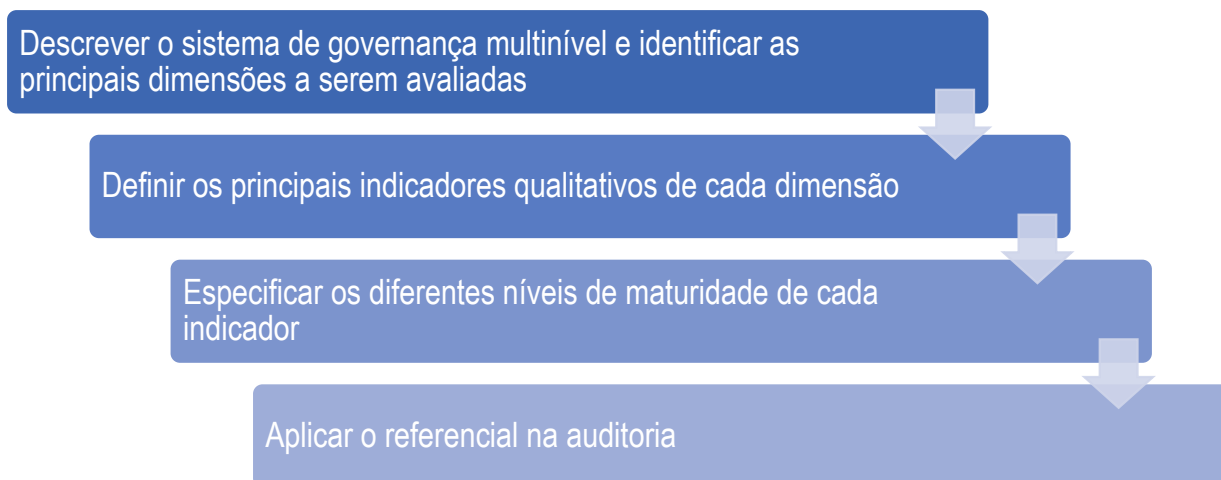 Descrever o sistema de governança multinível e identificar as
principais dimensões a serem avaliadas
Definir os principais indicadores qualitativos de cada dimensão
Especificar os diferentes níveis de maturidade de cada
indicador
Aplicar o referencial na auditoria